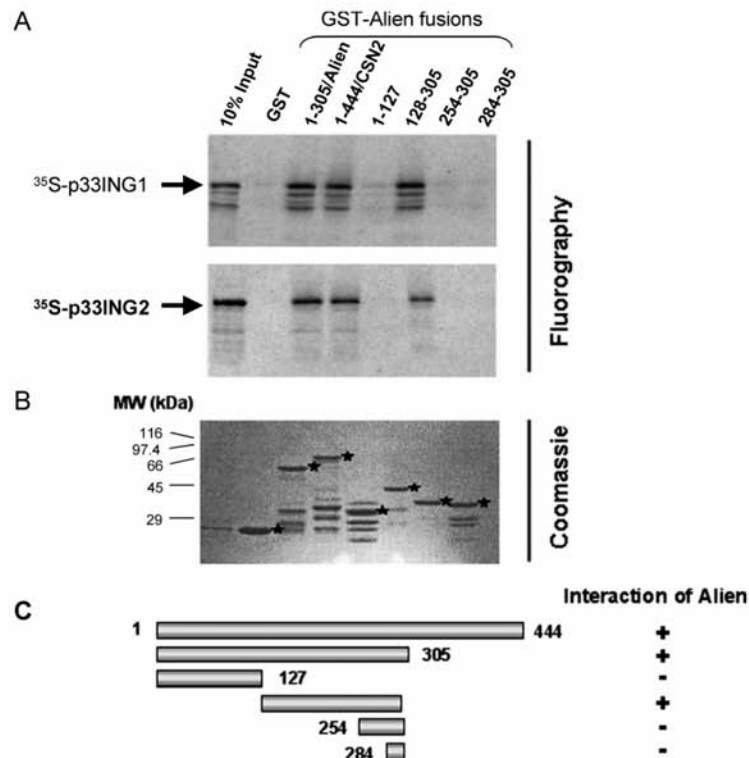 A
GST-Alien fusions
10% Input
GST
1-305/Alien
1-444/CSN2
1-127
128-305
254-305
284-305
³⁵S-p33ING1
³⁵S-p33ING2
Fluorography
B
MW (kDa)
116
97.4
66
45
29
Coomassie
C
Interaction of Alien
1
444
+
305
+
127
-
+
254
-
284
-